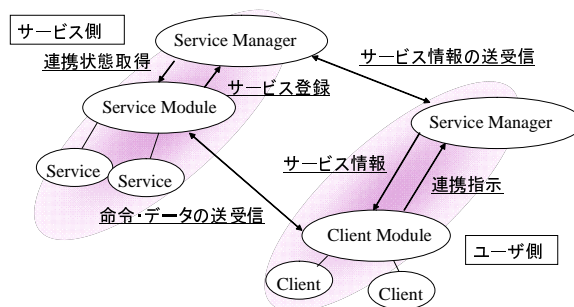 サービス側
Service Manager
連携状態取得
サービス登録
サービス情報の送受信
Service Module
Service Manager
Service
Service
サービス情報
連携指示
命令・データの送受信
Client Module
ユーザ側
Client
Client